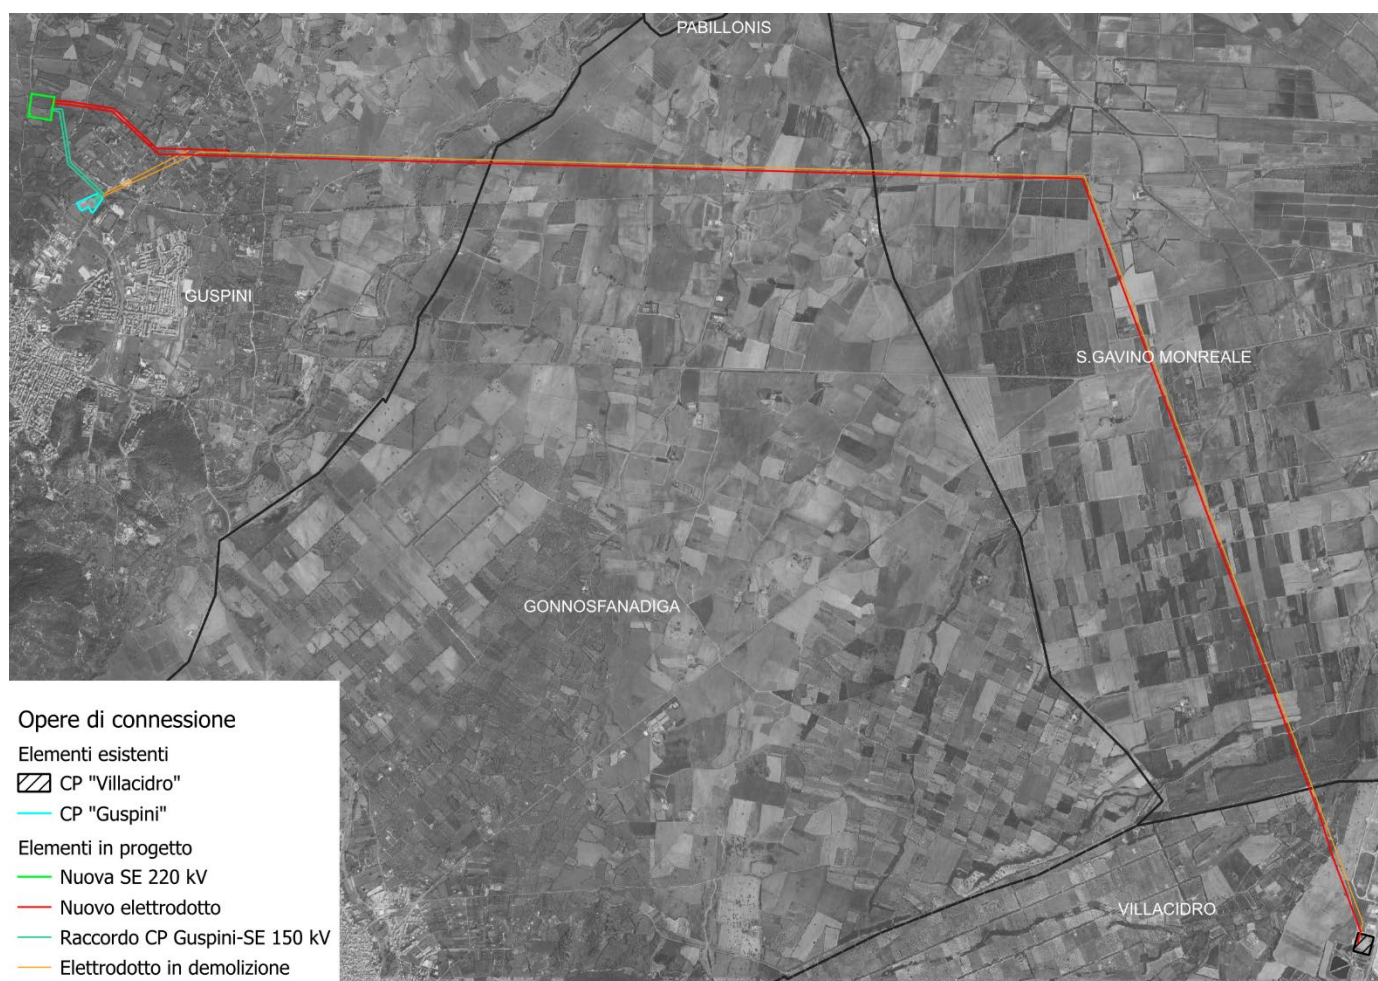 PABILLONIS
GUSPINI
S.GAVINO MONREALE
GONNOSFANADIGA
VILLACIDRO
Opere di connessione
Elementi esistenti
CP "Villacidro"
CP "Guspini"
Elementi in progetto
Nuova SE 220 kV
Nuovo elettrodotto
Raccordo CP Guspini-SE 150 kV
Elettrodotto in demolizione